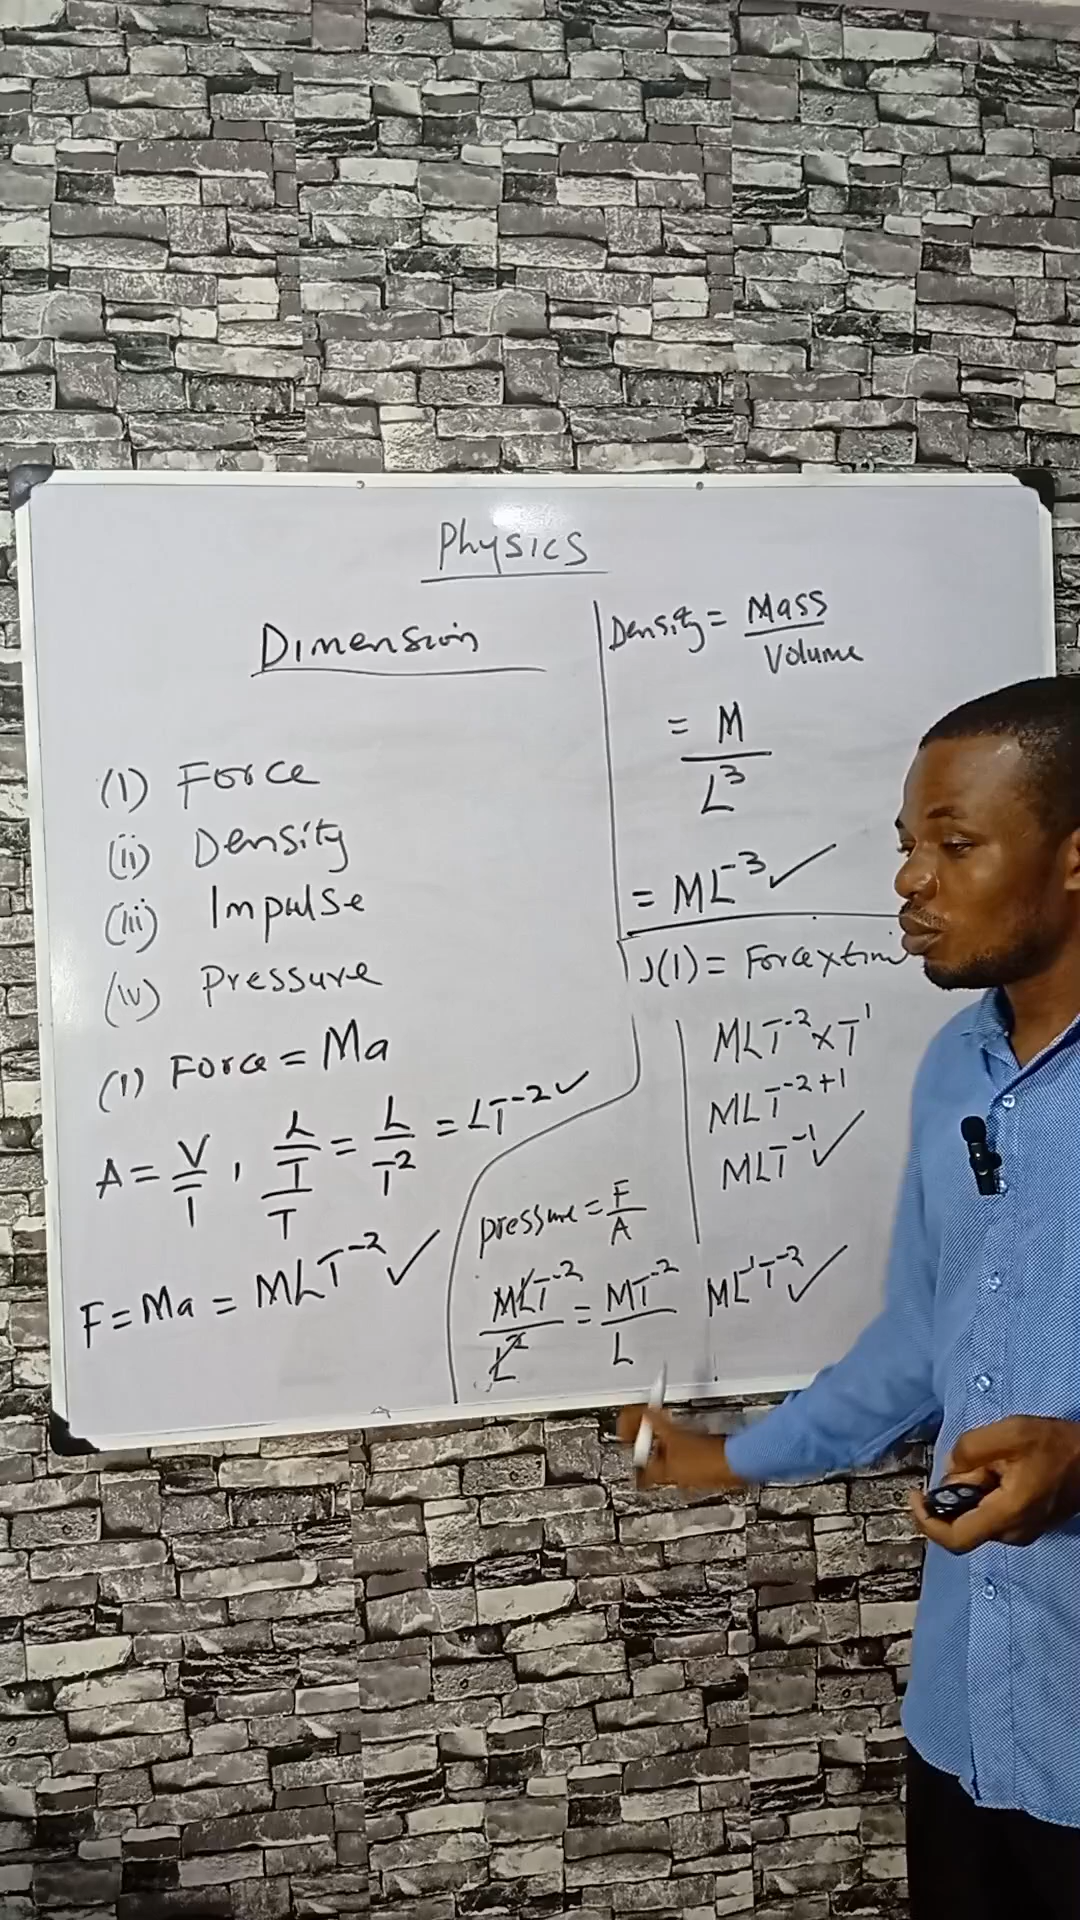 Physics
Dimension
(1) Force
(ii) Density
(iii) Impulse
(iv) Pressure
(1) Force = Ma
A = V/T, L/T/T = L/T² = LT⁻² ✓
F = Ma = MLT⁻² ✓
Density = Mass/Volume
= M/L³
= ML⁻³ ✓
J(1) = Force x tim
MLT⁻² x T¹
MLT⁻²⁺¹
MLT⁻¹ ✓
Pressure = F/A
MLT⁻²/L² = MT⁻²/L ML⁻¹T⁻² ✓